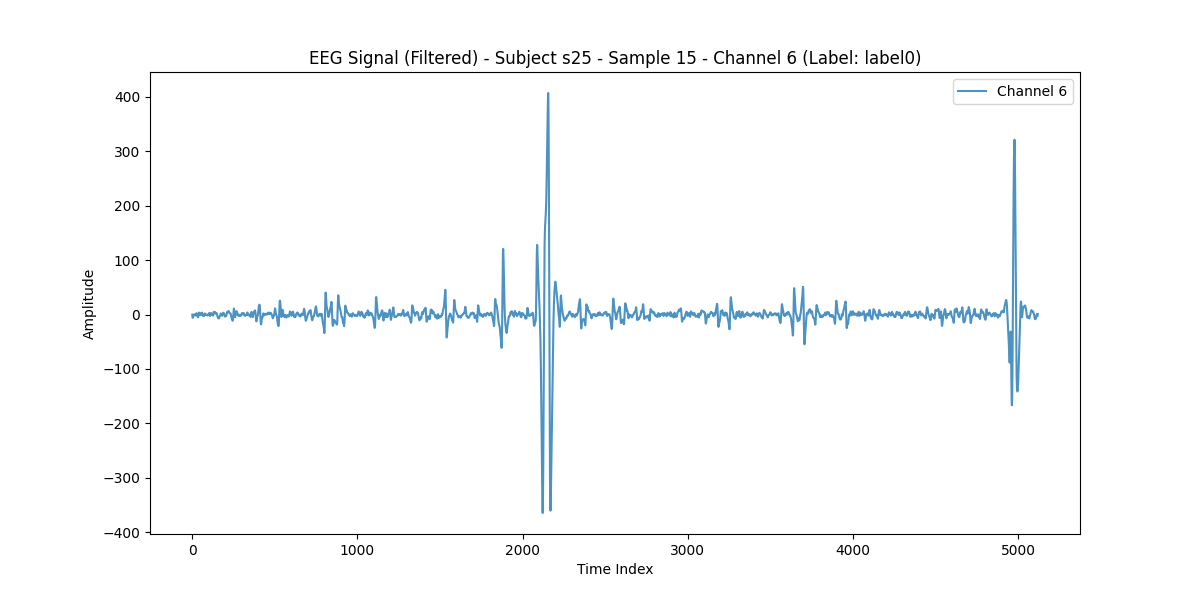 EEG Signal (Filtered) - Subject s25 - Sample 15 - Channel 6 (Label: label0)
Channel 6
400
300
200
100
0
−100
−200
−300
−400
Amplitude
0 1000 2000 3000 4000 5000
Time Index